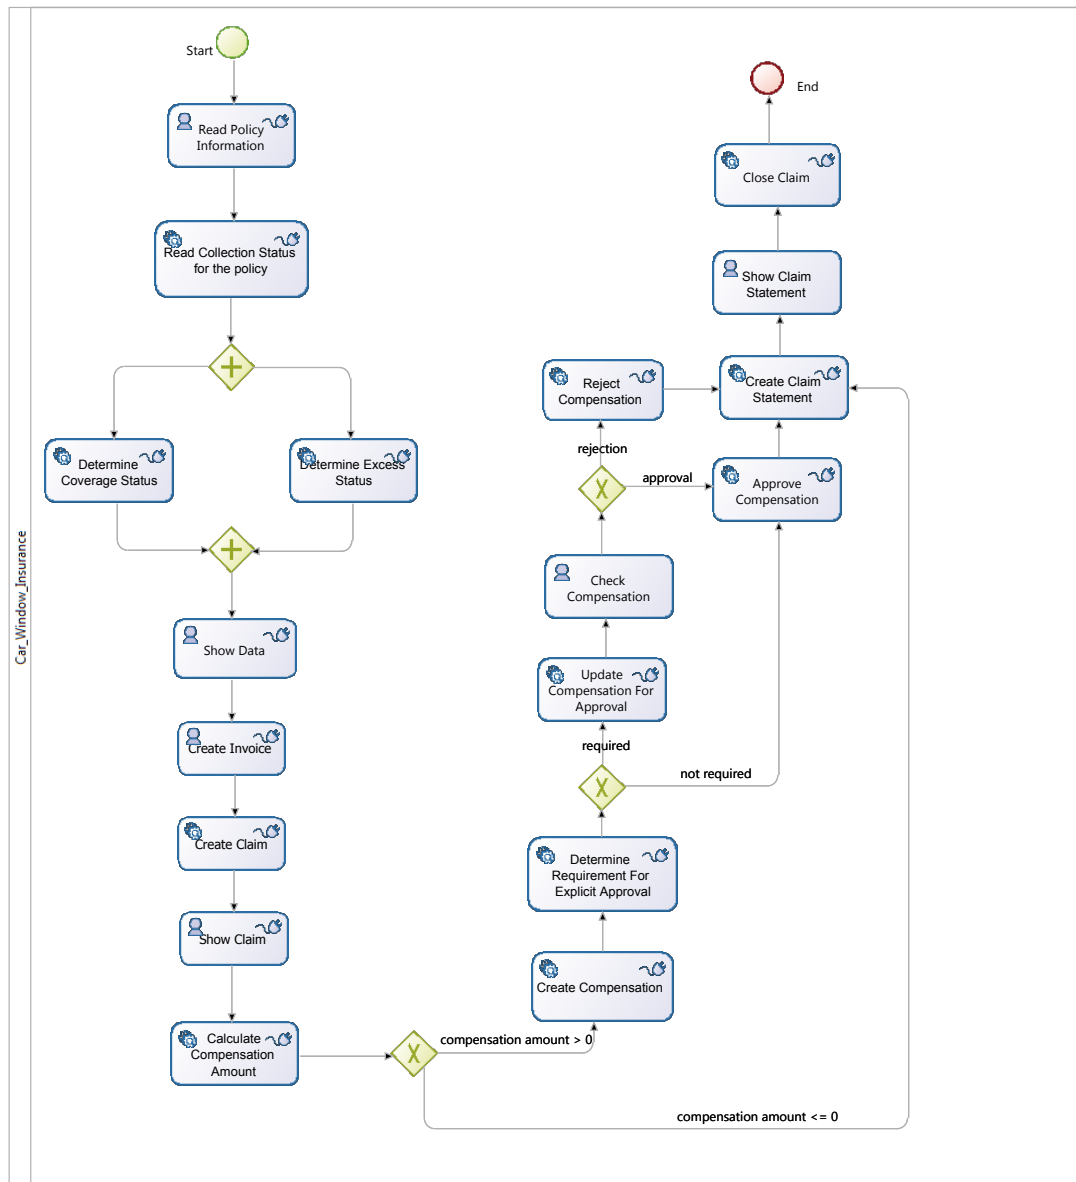 Car_Window_Insurance
Start
Read Policy
Information
Read Collection Status
for the policy
Determine
Coverage Status
Determine Excess
Status
Show Data
Create Invoice
Create Claim
Show Claim
Calculate
Compensation
Amount
compensation amount > 0
compensation amount <= 0
Create Compensation
Determine
Requirement For
Explicit Approval
required
not required
Update
Compensation For
Approval
Check
Compensation
rejection
approval
Reject
Compensation
Approve
Compensation
Create Claim
Statement
Show Claim
Statement
Close Claim
End